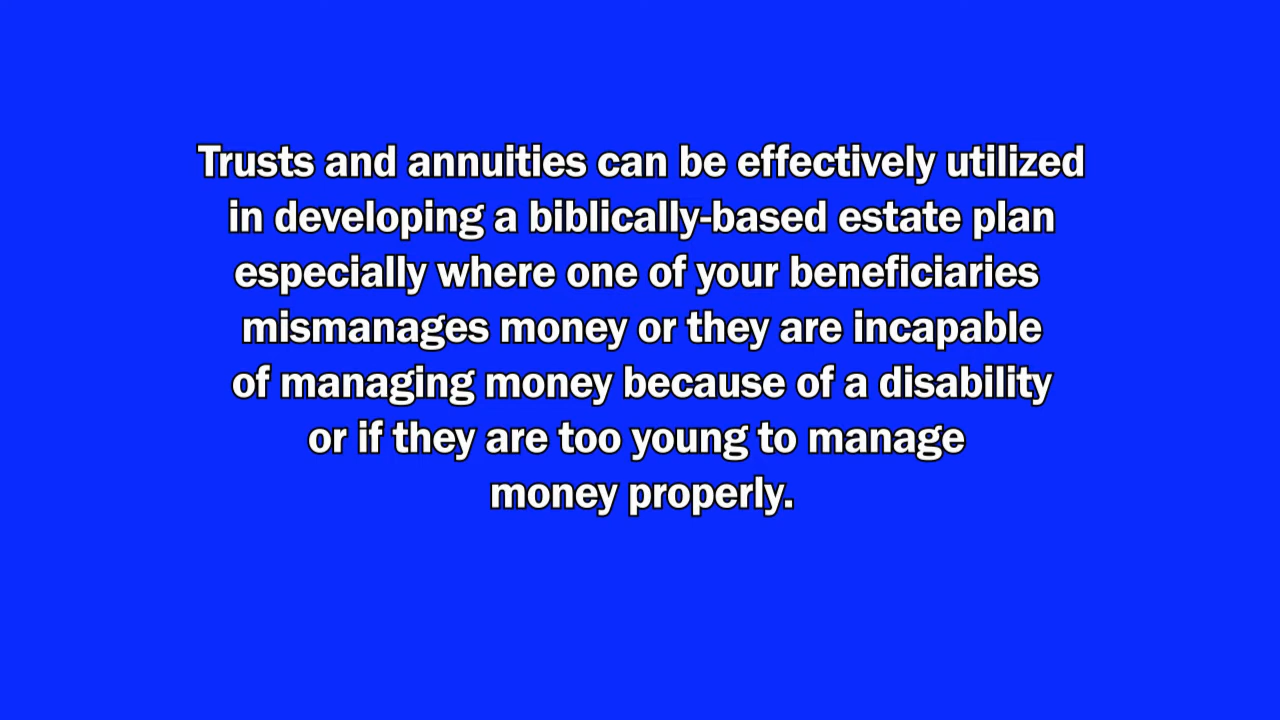 Trusts and annuities can be effectively utilized
in developing a biblically-based estate plan
especially where one of your beneficiaries
mismanages money or they are incapable
of managing money because of a disability
or if they are too young to manage
money properly.